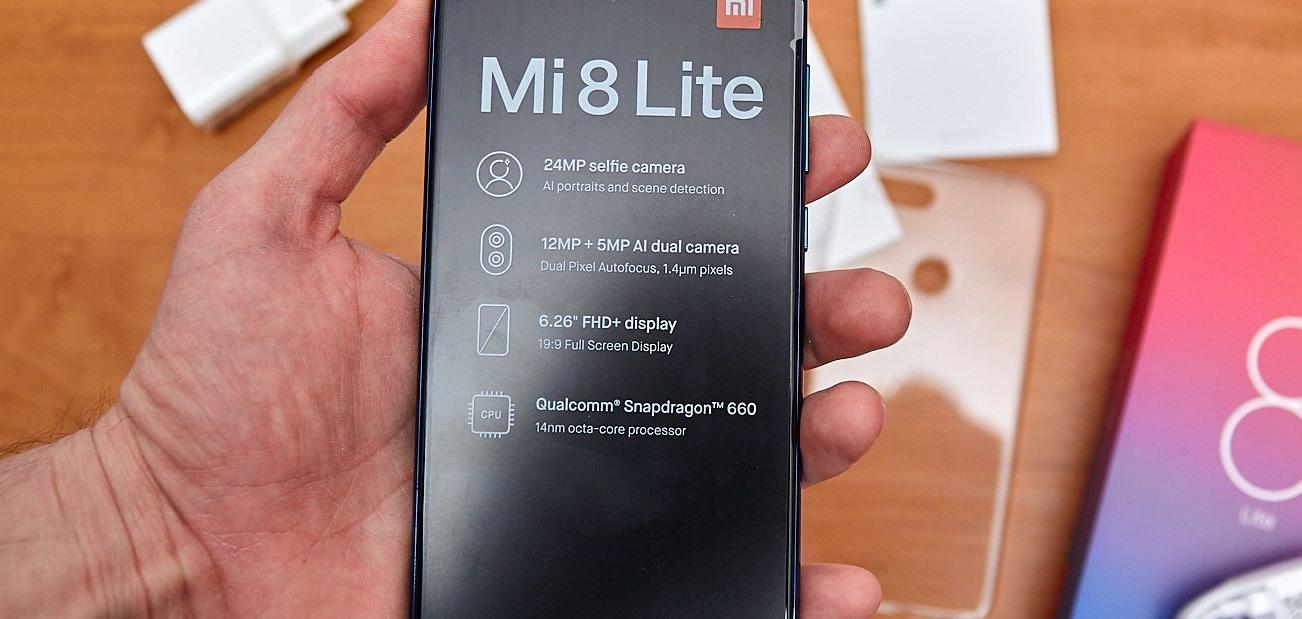 mi
Mi 8 Lite
24MP selfie camera
AI portraits and scene detection
12MP + 5MP AI dual camera
Dual Pixel Autofocus, 1.4μm pixels
6.26" FHD+ display
19:9 Full Screen Display
CPU
Qualcomm® Snapdragon™ 660
14nm octa-core processor
8
Lite